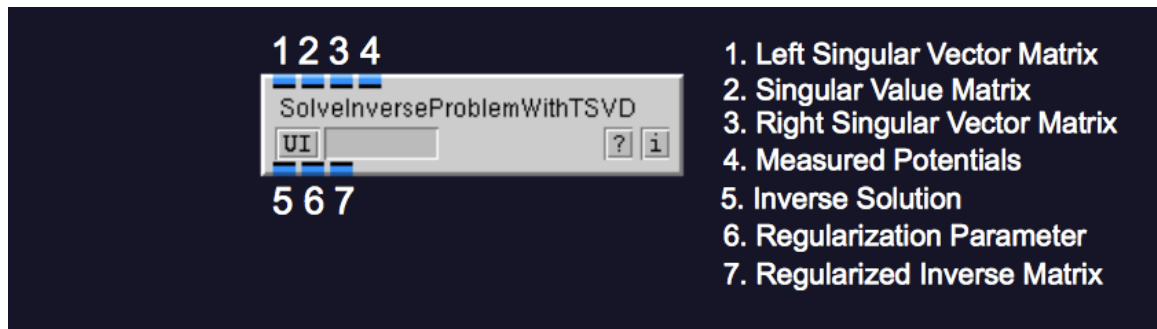 1 2 3 4
SolveInverseProblemWithTSVD
UI
? i
5 6 7
1. Left Singular Vector Matrix
2. Singular Value Matrix
3. Right Singular Vector Matrix
4. Measured Potentials
5. Inverse Solution
6. Regularization Parameter
7. Regularized Inverse Matrix